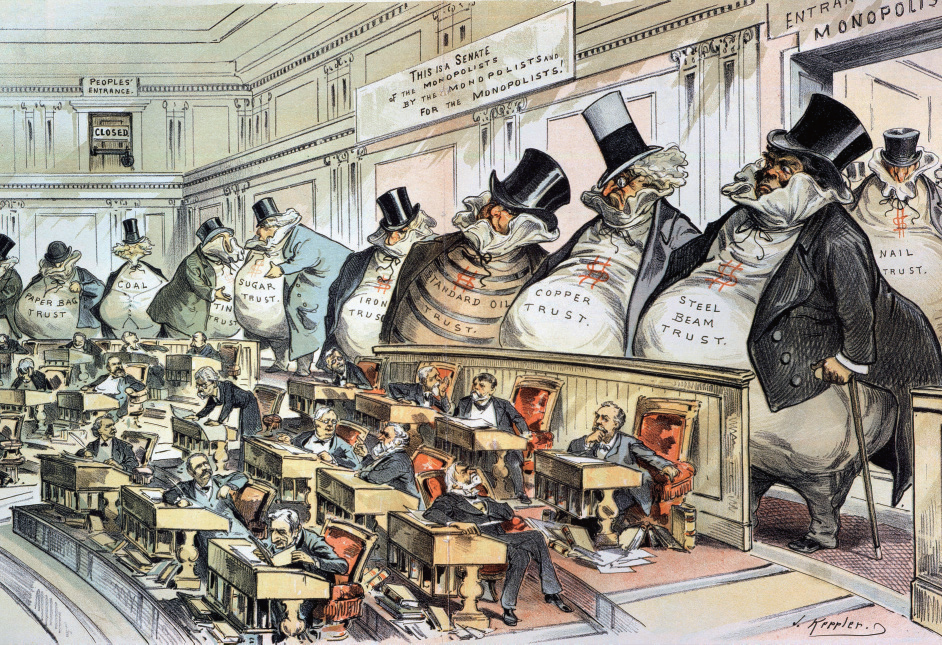 PEOPLES'
ENTRANCE.
CLOSED
THIS IS A SENATE
OF THE MONOPOLISTS
BY THE MONOPOLISTS AND
FOR THE MONOPOLISTS!
ENTRANCE
MONOPOLIS
PAPER BAG
TRUST
COAL
TIN
TRUST
$
SUGAR
TRUST.
$
IRON
TRUST
$
STANDARD OIL
TRUST.
$
COPPER
TRUST.
$
STEEL
BEAM
TRUST.
$
NAIL
TRUST.
J. Keppler.